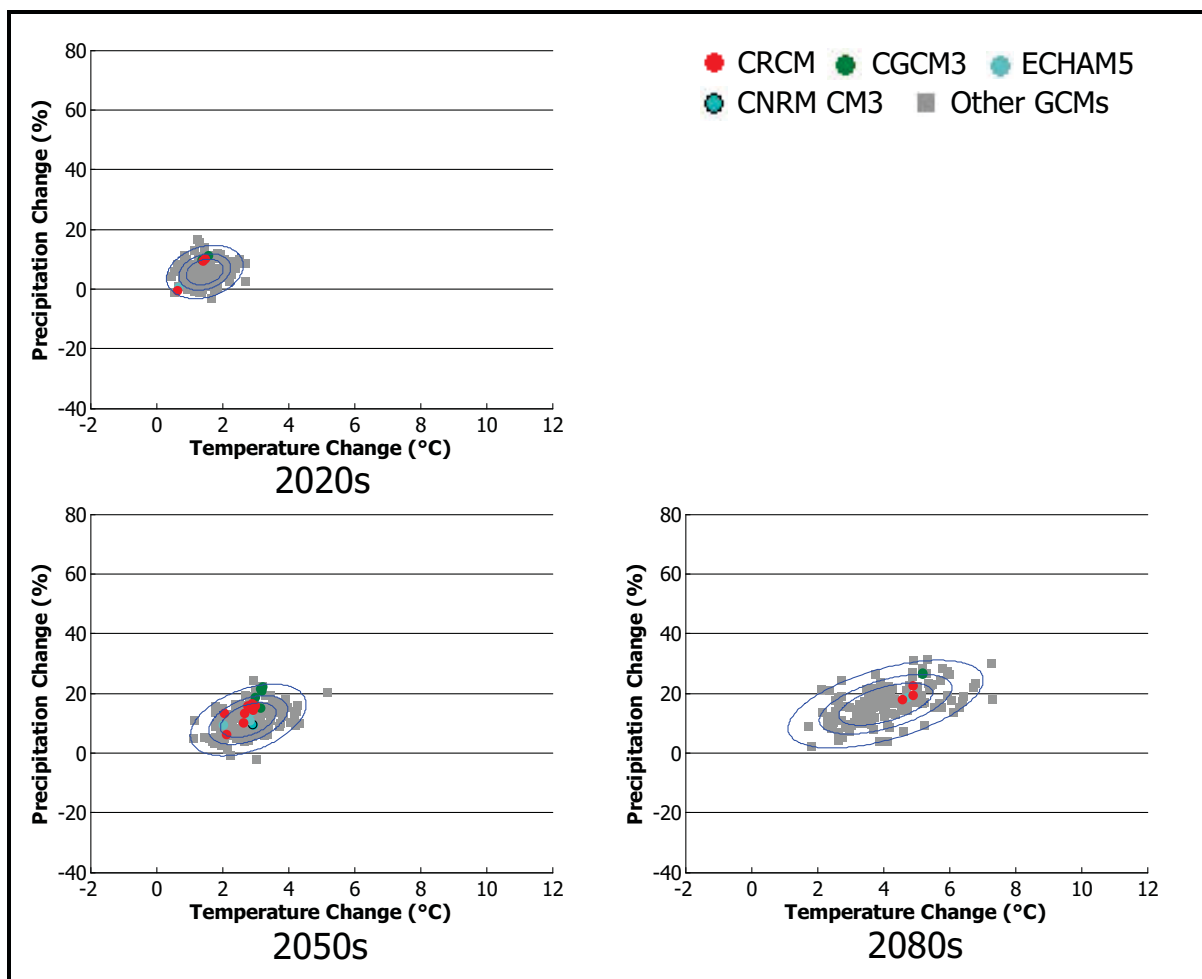 80
60
40
20
0
-20
-40
-2 0 2 4 6 8 10 12
Precipitation Change (%)
Temperature Change (°C)
2020s
CRCM CGCM3 ECHAM5
CNRM CM3 Other GCMs
80
60
40
20
0
-20
-40
-2 0 2 4 6 8 10 12
Precipitation Change (%)
Temperature Change (°C)
2050s
80
60
40
20
0
-20
-40
-2 0 2 4 6 8 10 12
Precipitation Change (%)
Temperature Change (°C)
2080s